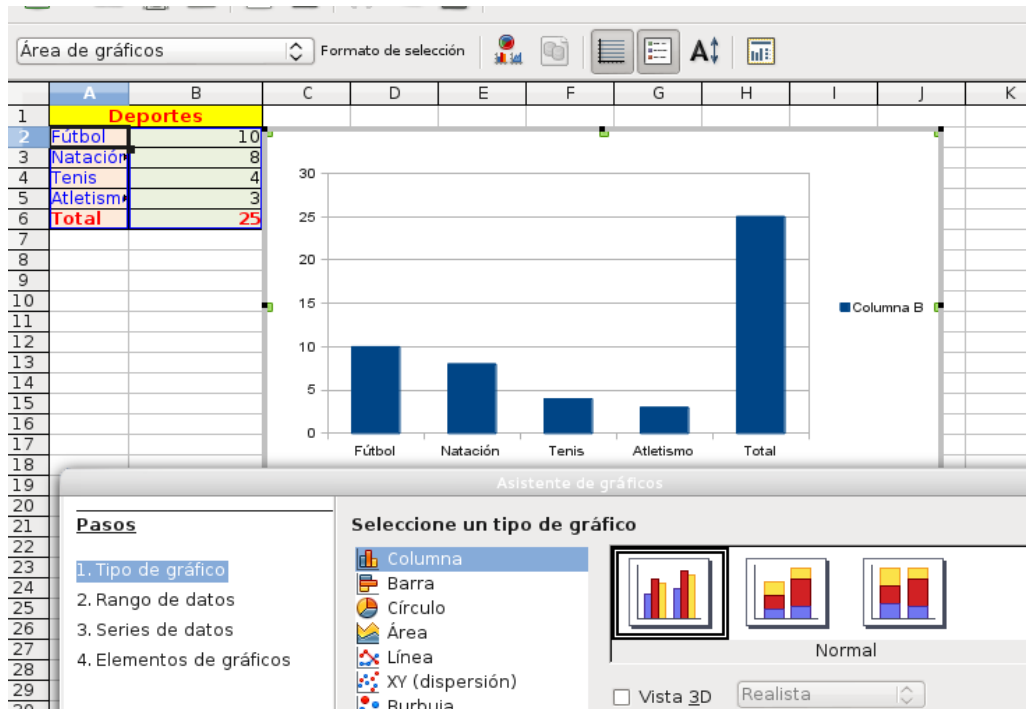 Área de gráficos Formato de selección A
A B C D E F G H I J K
1 Deportes
2 Fútbol 10
3 Natación 8
4 Tenis 4
5 Atletism 3
6 Total 25
7
8
9
10
11
12
13
14
15
16
17
18
19
20
21
22
23
24
25
26
27
28
29
30
25
20
15
10
5
0
Fútbol Natación Tenis Atletismo Total
Columna B
Asistente de gráficos
Pasos
1. Tipo de gráfico
2. Rango de datos
3. Series de datos
4. Elementos de gráficos
Seleccione un tipo de gráfico
Columna
Barra
Círculo
Área
Línea
XY (dispersión)
Burbuja
Normal
Vista 3D Realista